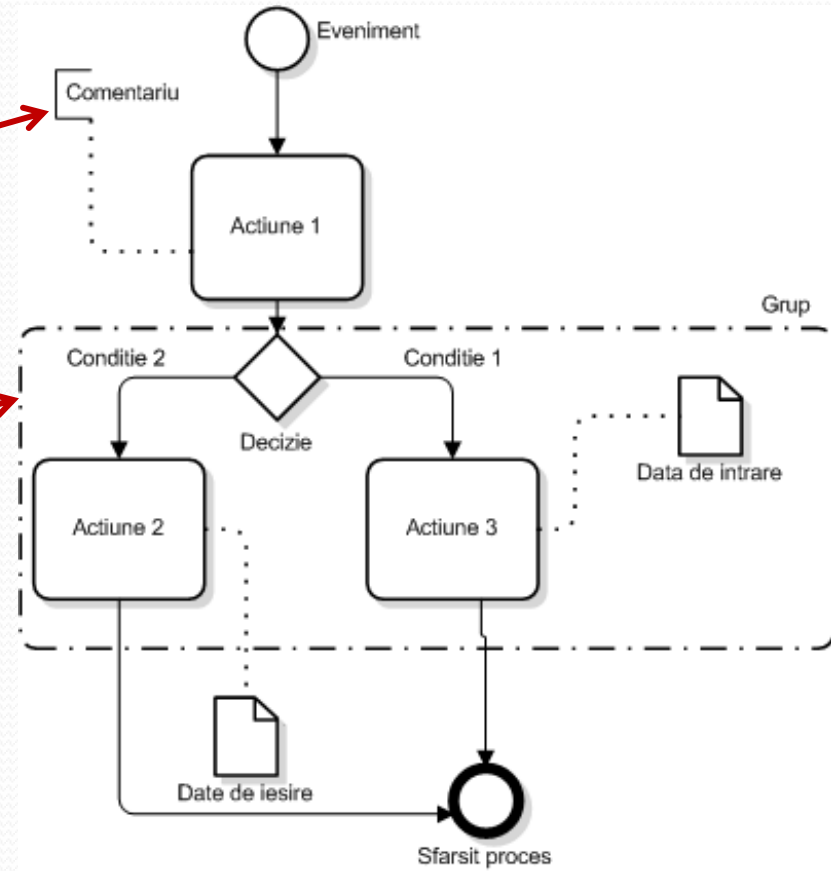 Eveniment
Comentariu
Actiune 1
Grup
Conditie 2
Conditie 1
Decizie
Data de intrare
Actiune 2
Actiune 3
Date de iesire
Sfarsit proces